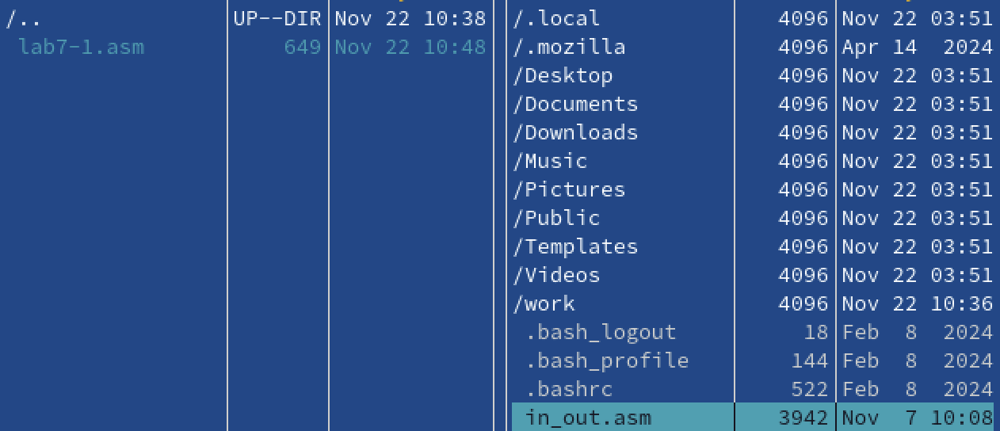 /.. UP--DIR Nov 22 10:38
lab7-1.asm 649 Nov 22 10:48
/.local 4096 Nov 22 03:51
/.mozilla 4096 Apr 14 2024
/Desktop 4096 Nov 22 03:51
/Documents 4096 Nov 22 03:51
/Downloads 4096 Nov 22 03:51
/Music 4096 Nov 22 03:51
/Pictures 4096 Nov 22 03:51
/Public 4096 Nov 22 03:51
/Templates 4096 Nov 22 03:51
/Videos 4096 Nov 22 03:51
/work 4096 Nov 22 10:36
.bash_logout 18 Feb 8 2024
.bash_profile 144 Feb 8 2024
.bashrc 522 Feb 8 2024
in_out.asm 3942 Nov 7 10:08